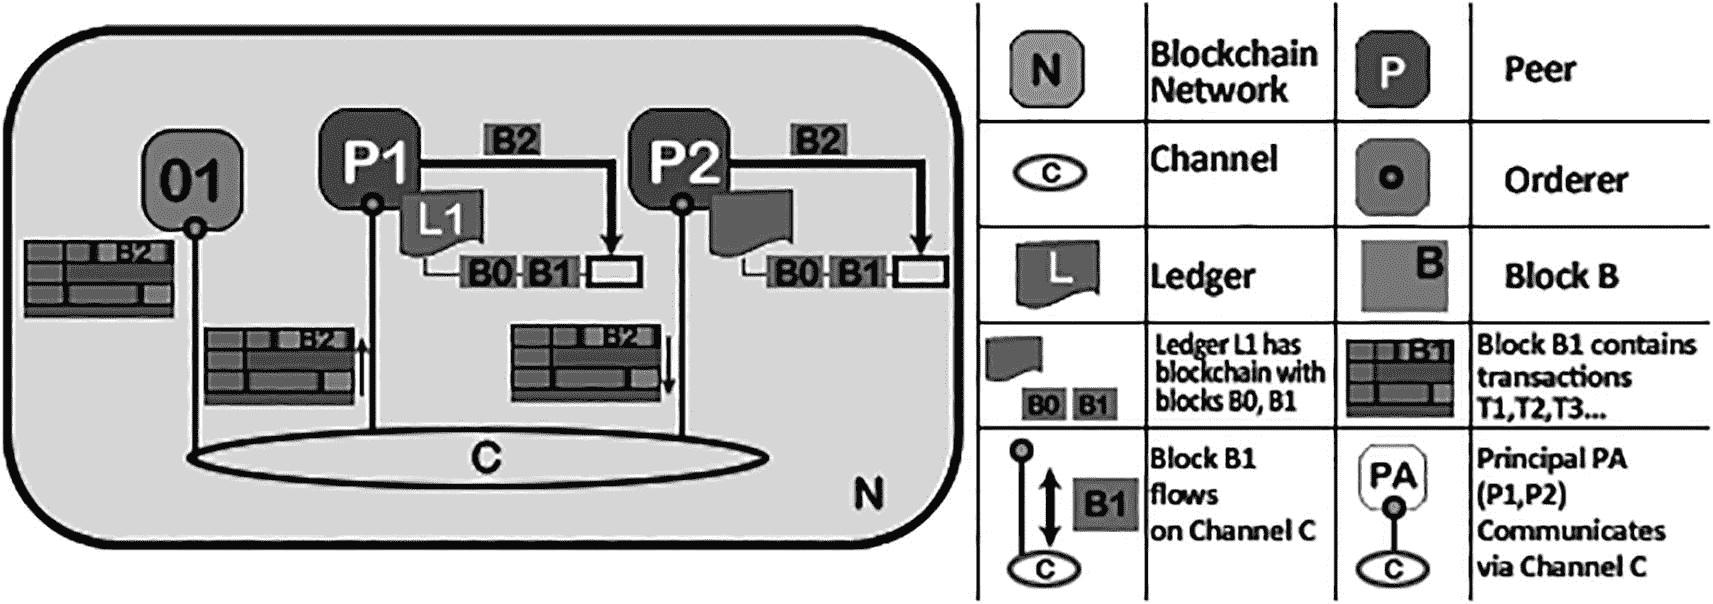 O1
P1
B2
P2
B2
L1
B2
B0 B1
B0 B1
B2
B2
C
N
N
Blockchain
Network
P
Peer
C
Channel
Orderer
L
Ledger
B
Block B
Ledger L1 has
blockchain with
blocks B0, B1
B0 B1
B1
Block B1 contains
transactions
T1,T2,T3...
Block B1
flows
on Channel C
B1
C
PA
Principal PA
(P1,P2)
Communicates
via Channel C
C